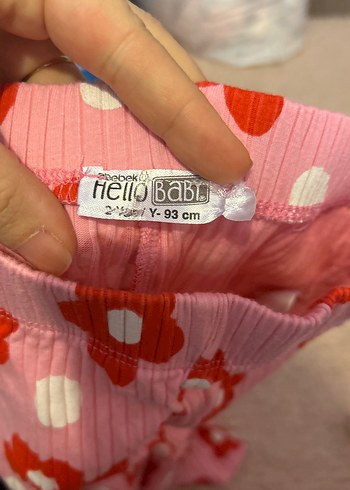 ebebek
Hello BABY
Y- 93 cm